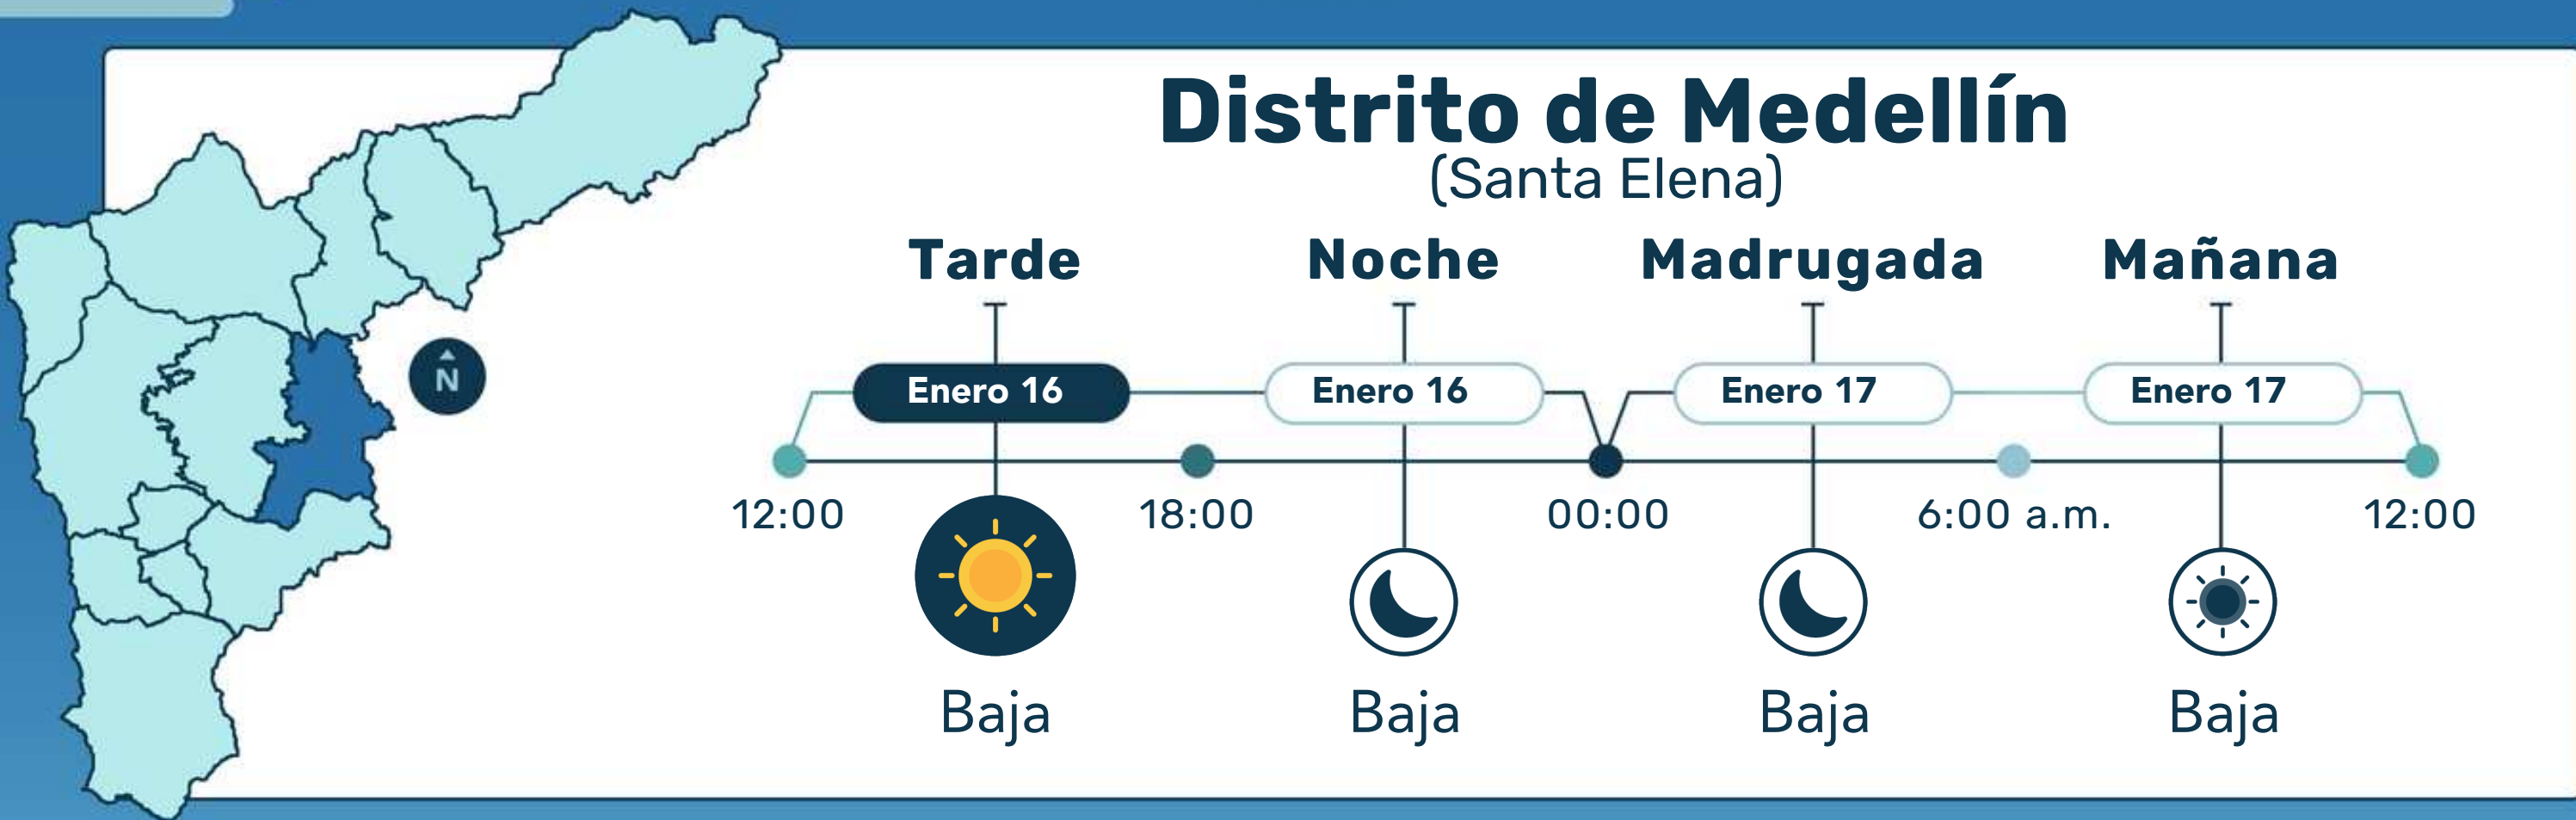 Distrito de Medellín
(Santa Elena)
Tarde Noche Madrugada Mañana
Enero 16 Enero 16 Enero 17 Enero 17
N
12:00 18:00 00:00 6:00 a.m. 12:00
Baja Baja Baja Baja